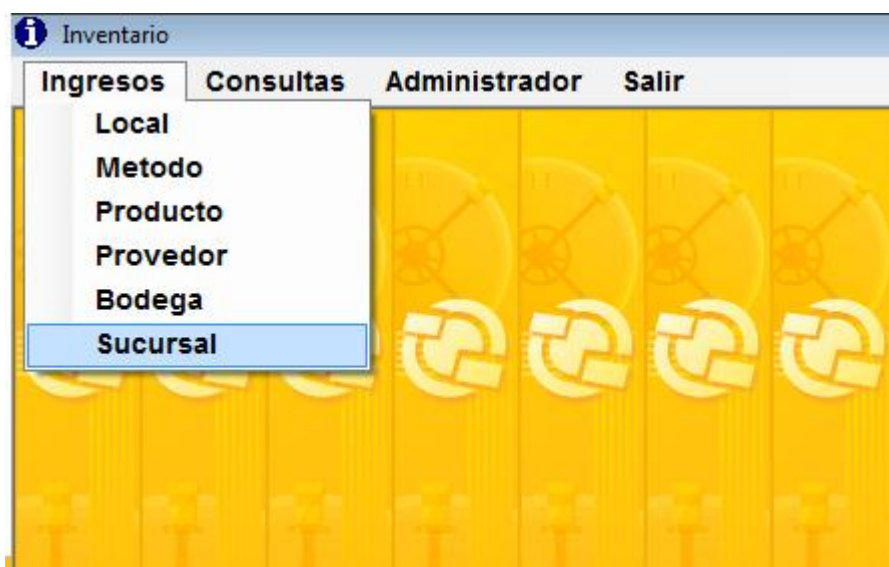 Inventario
Ingresos Consultas Administrador Salir
Local
Metodo
Producto
Provedor
Bodega
Sucursal